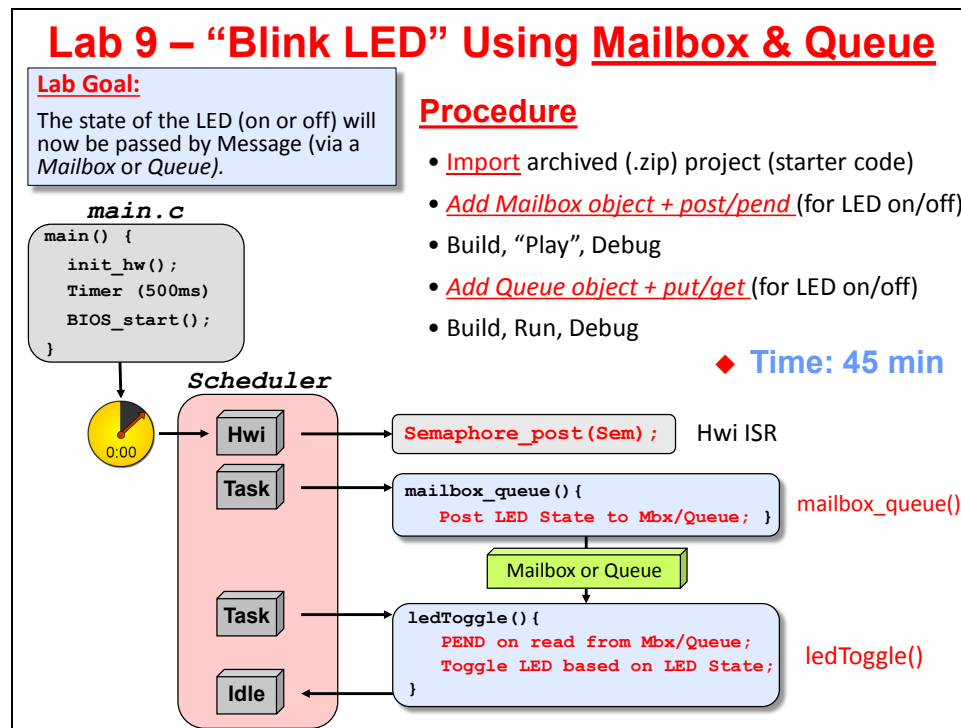 Lab 9 – “Blink LED” Using Mailbox & Queue
Lab Goal:
The state of the LED (on or off) will
now be passed by Message (via a
Mailbox or Queue).
Procedure
• Import archived (.zip) project (starter code)
• Add Mailbox object + post/pend (for LED on/off)
• Build, “Play”, Debug
• Add Queue object + put/get (for LED on/off)
• Build, Run, Debug
◆ Time: 45 min
main.c
main() {
init_hw();
Timer (500ms)
BIOS_start();
}
0:00
Scheduler
Hwi
Semaphore_post(Sem);
Hwi ISR
Task
mailbox_queue(){
Post LED State to Mbx/Queue; }
mailbox_queue()
Mailbox or Queue
Task
ledToggle(){
PEND on read from Mbx/Queue;
Toggle LED based on LED State;
}
ledToggle()
Idle